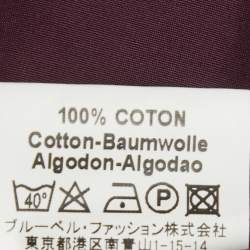 100% COTON
Cotton-Baumwolle
Algodon-Algodao
40° P
ブルーベル・ファッション株式会社
東京都港区南青山1-15-14